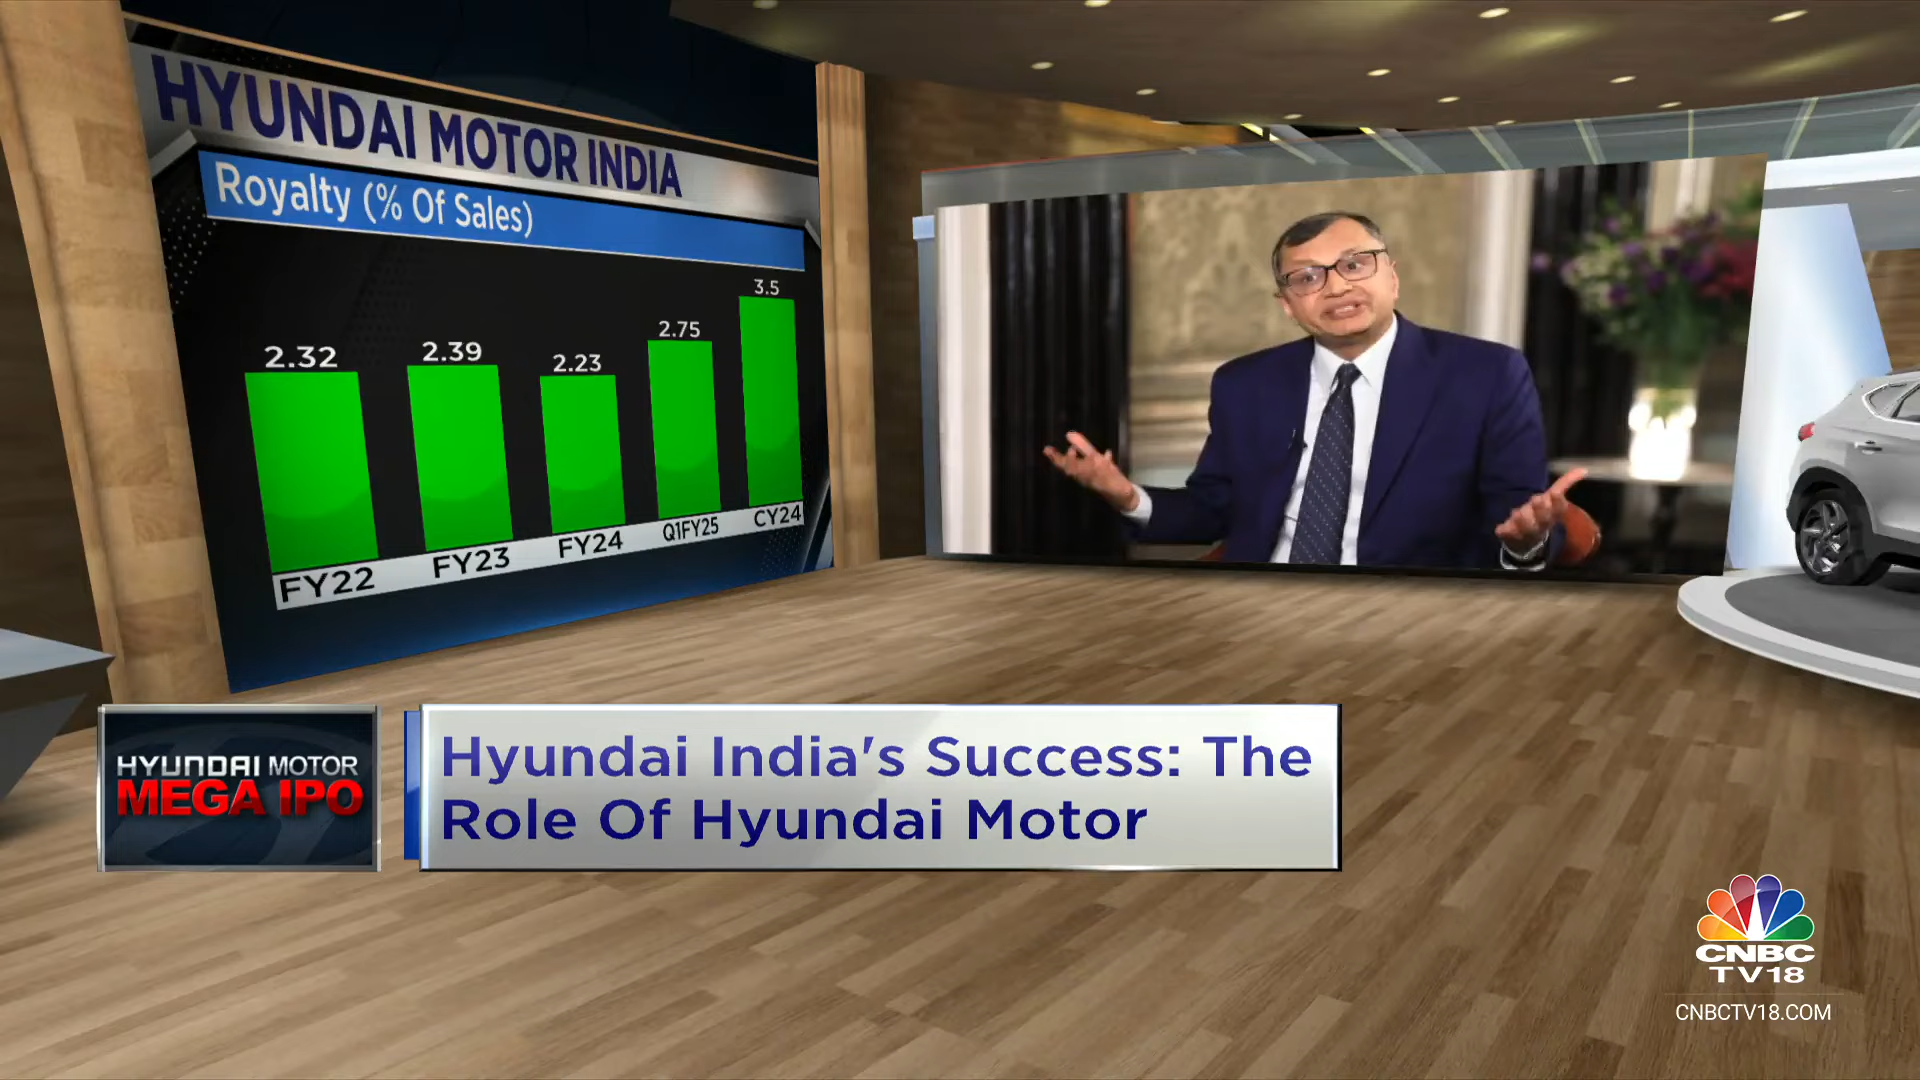 HYUNDAI MOTOR INDIA
Royalty (% Of Sales)
2.32
2.39
2.23
2.75
3.5
FY22
FY23
FY24
Q1FY25
CY24
HYUNDAI MOTOR
MEGA IPO
Hyundai India's Success: The
Role Of Hyundai Motor
CNBC
TV18
CNBCTV18.COM